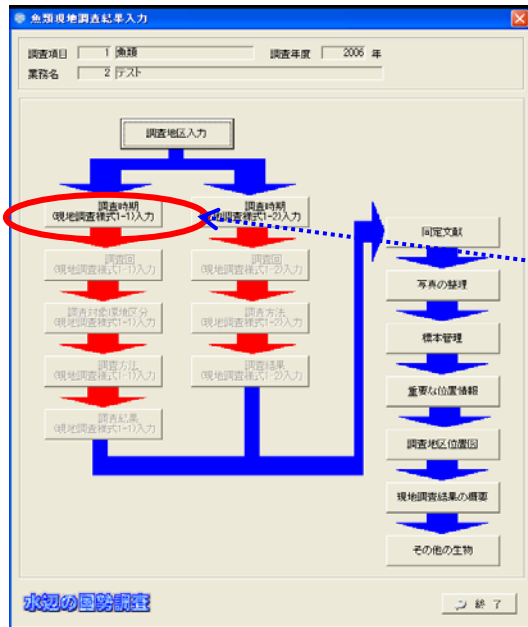 魚類現地調査結果入力
調査項目 1 魚類 調査年度 2006 年
業務名 2 テスト
調査地区入力
調査時期
(現地調査様式1-1)入力
調査回
(現地調査様式1-1)入力
調査対象環境区分
(現地調査様式1-1)入力
調査方法
(現地調査様式1-1)入力
調査結果
(現地調査様式1-1)入力
調査時期
現地調査様式1-2)入力
調査回
(現地調査様式1-2)入力
調査方法
(現地調査様式1-2)入力
調査結果
(現地調査様式1-2)入力
同定文献
写真の整理
標本管理
重要な位置情報
調査地区位置図
現地調査結果の概要
その他の生物
水辺の国勢調査
終了